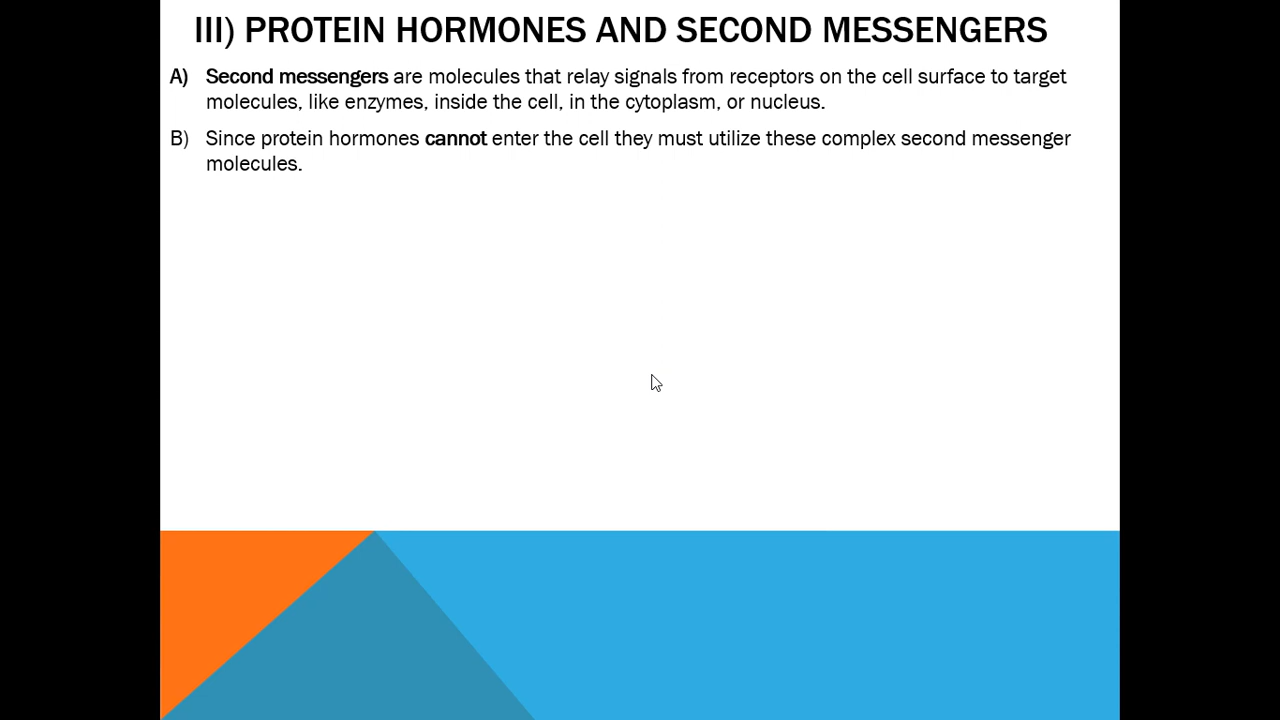 III) PROTEIN HORMONES AND SECOND MESSENGERS
A) Second messengers are molecules that relay signals from receptors on the cell surface to target
molecules, like enzymes, inside the cell, in the cytoplasm, or nucleus.
B) Since protein hormones cannot enter the cell they must utilize these complex second messenger
molecules.